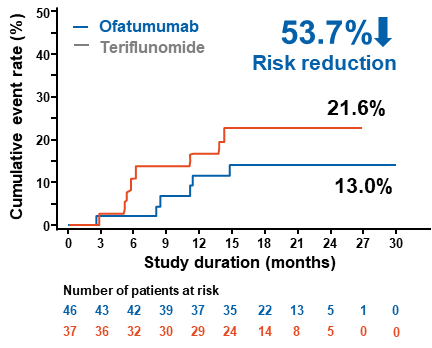 Cumulative event rate (%)
50
40
30
20
10
0
Ofatumumab
Teriflunomide
53.7%
Risk reduction
21.6%
13.0%
0 3 6 9 12 15 18 21 24 27 30
Study duration (months)
Number of patients at risk
46 43 42 39 37 35 22 13 5 1 0
37 36 32 30 29 24 14 8 5 0 0